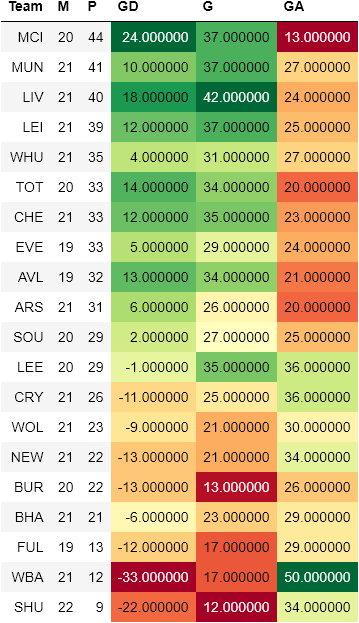 Team M P GD G GA
MCI 20 44 24.000000 37.000000 13.000000
MUN 21 41 10.000000 37.000000 27.000000
LIV 21 40 18.000000 42.000000 24.000000
LEI 21 39 12.000000 37.000000 25.000000
WHU 21 35 4.000000 31.000000 27.000000
TOT 20 33 14.000000 34.000000 20.000000
CHE 21 33 12.000000 35.000000 23.000000
EVE 19 33 5.000000 29.000000 24.000000
AVL 19 32 13.000000 34.000000 21.000000
ARS 21 31 6.000000 26.000000 20.000000
SOU 20 29 2.000000 27.000000 25.000000
LEE 20 29 -1.000000 35.000000 36.000000
CRY 21 26 -11.000000 25.000000 36.000000
WOL 21 23 -9.000000 21.000000 30.000000
NEW 21 22 -13.000000 21.000000 34.000000
BUR 20 22 -13.000000 13.000000 26.000000
BHA 21 21 -6.000000 23.000000 29.000000
FUL 19 13 -12.000000 17.000000 29.000000
WBA 21 12 -33.000000 17.000000 50.000000
SHU 22 9 -22.000000 12.000000 34.000000